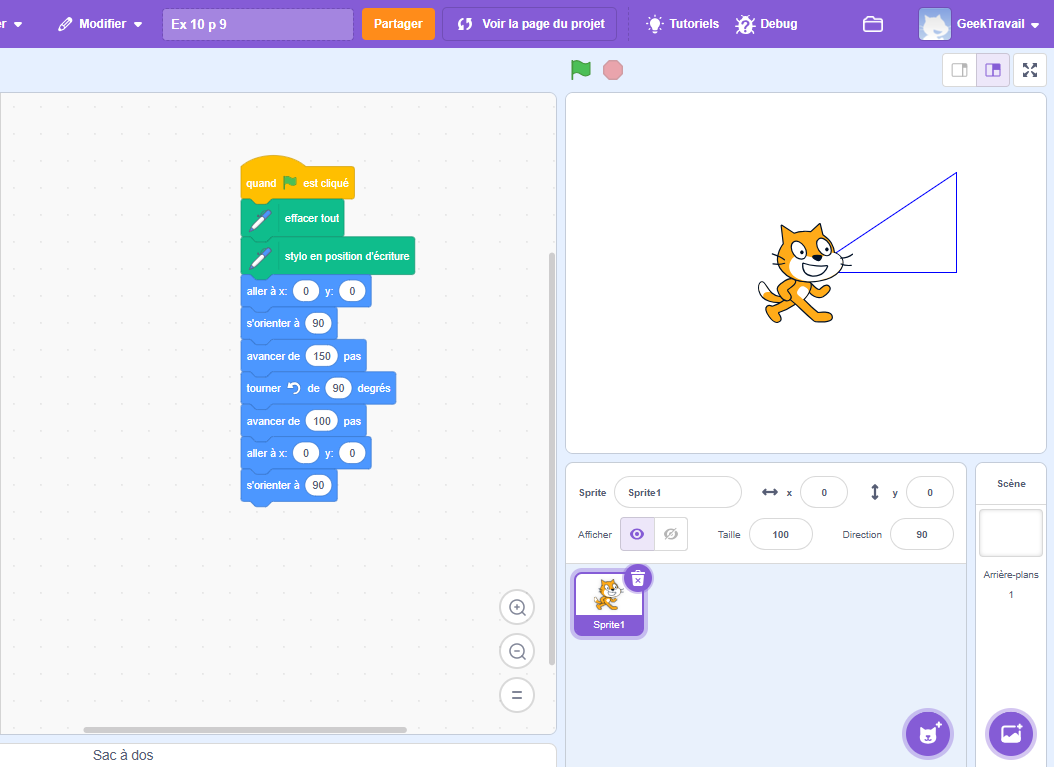 r
Modifier
Ex 10 p 9
Partager
Voir la page du projet
Tutoriels
Debug
GeekTravail
quand est cliqué
effacer tout
stylo en position d'écriture
aller à x: 0 y: 0
s'orienter à 90
avancer de 150 pas
tourner de 90 degrés
avancer de 100 pas
aller à x: 0 y: 0
s'orienter à 90
Sprite Sprite1 x 0 y 0
Afficher Taille 100 Direction 90
Sprite1
Scène
Arrière-plans
1
Sac à dos